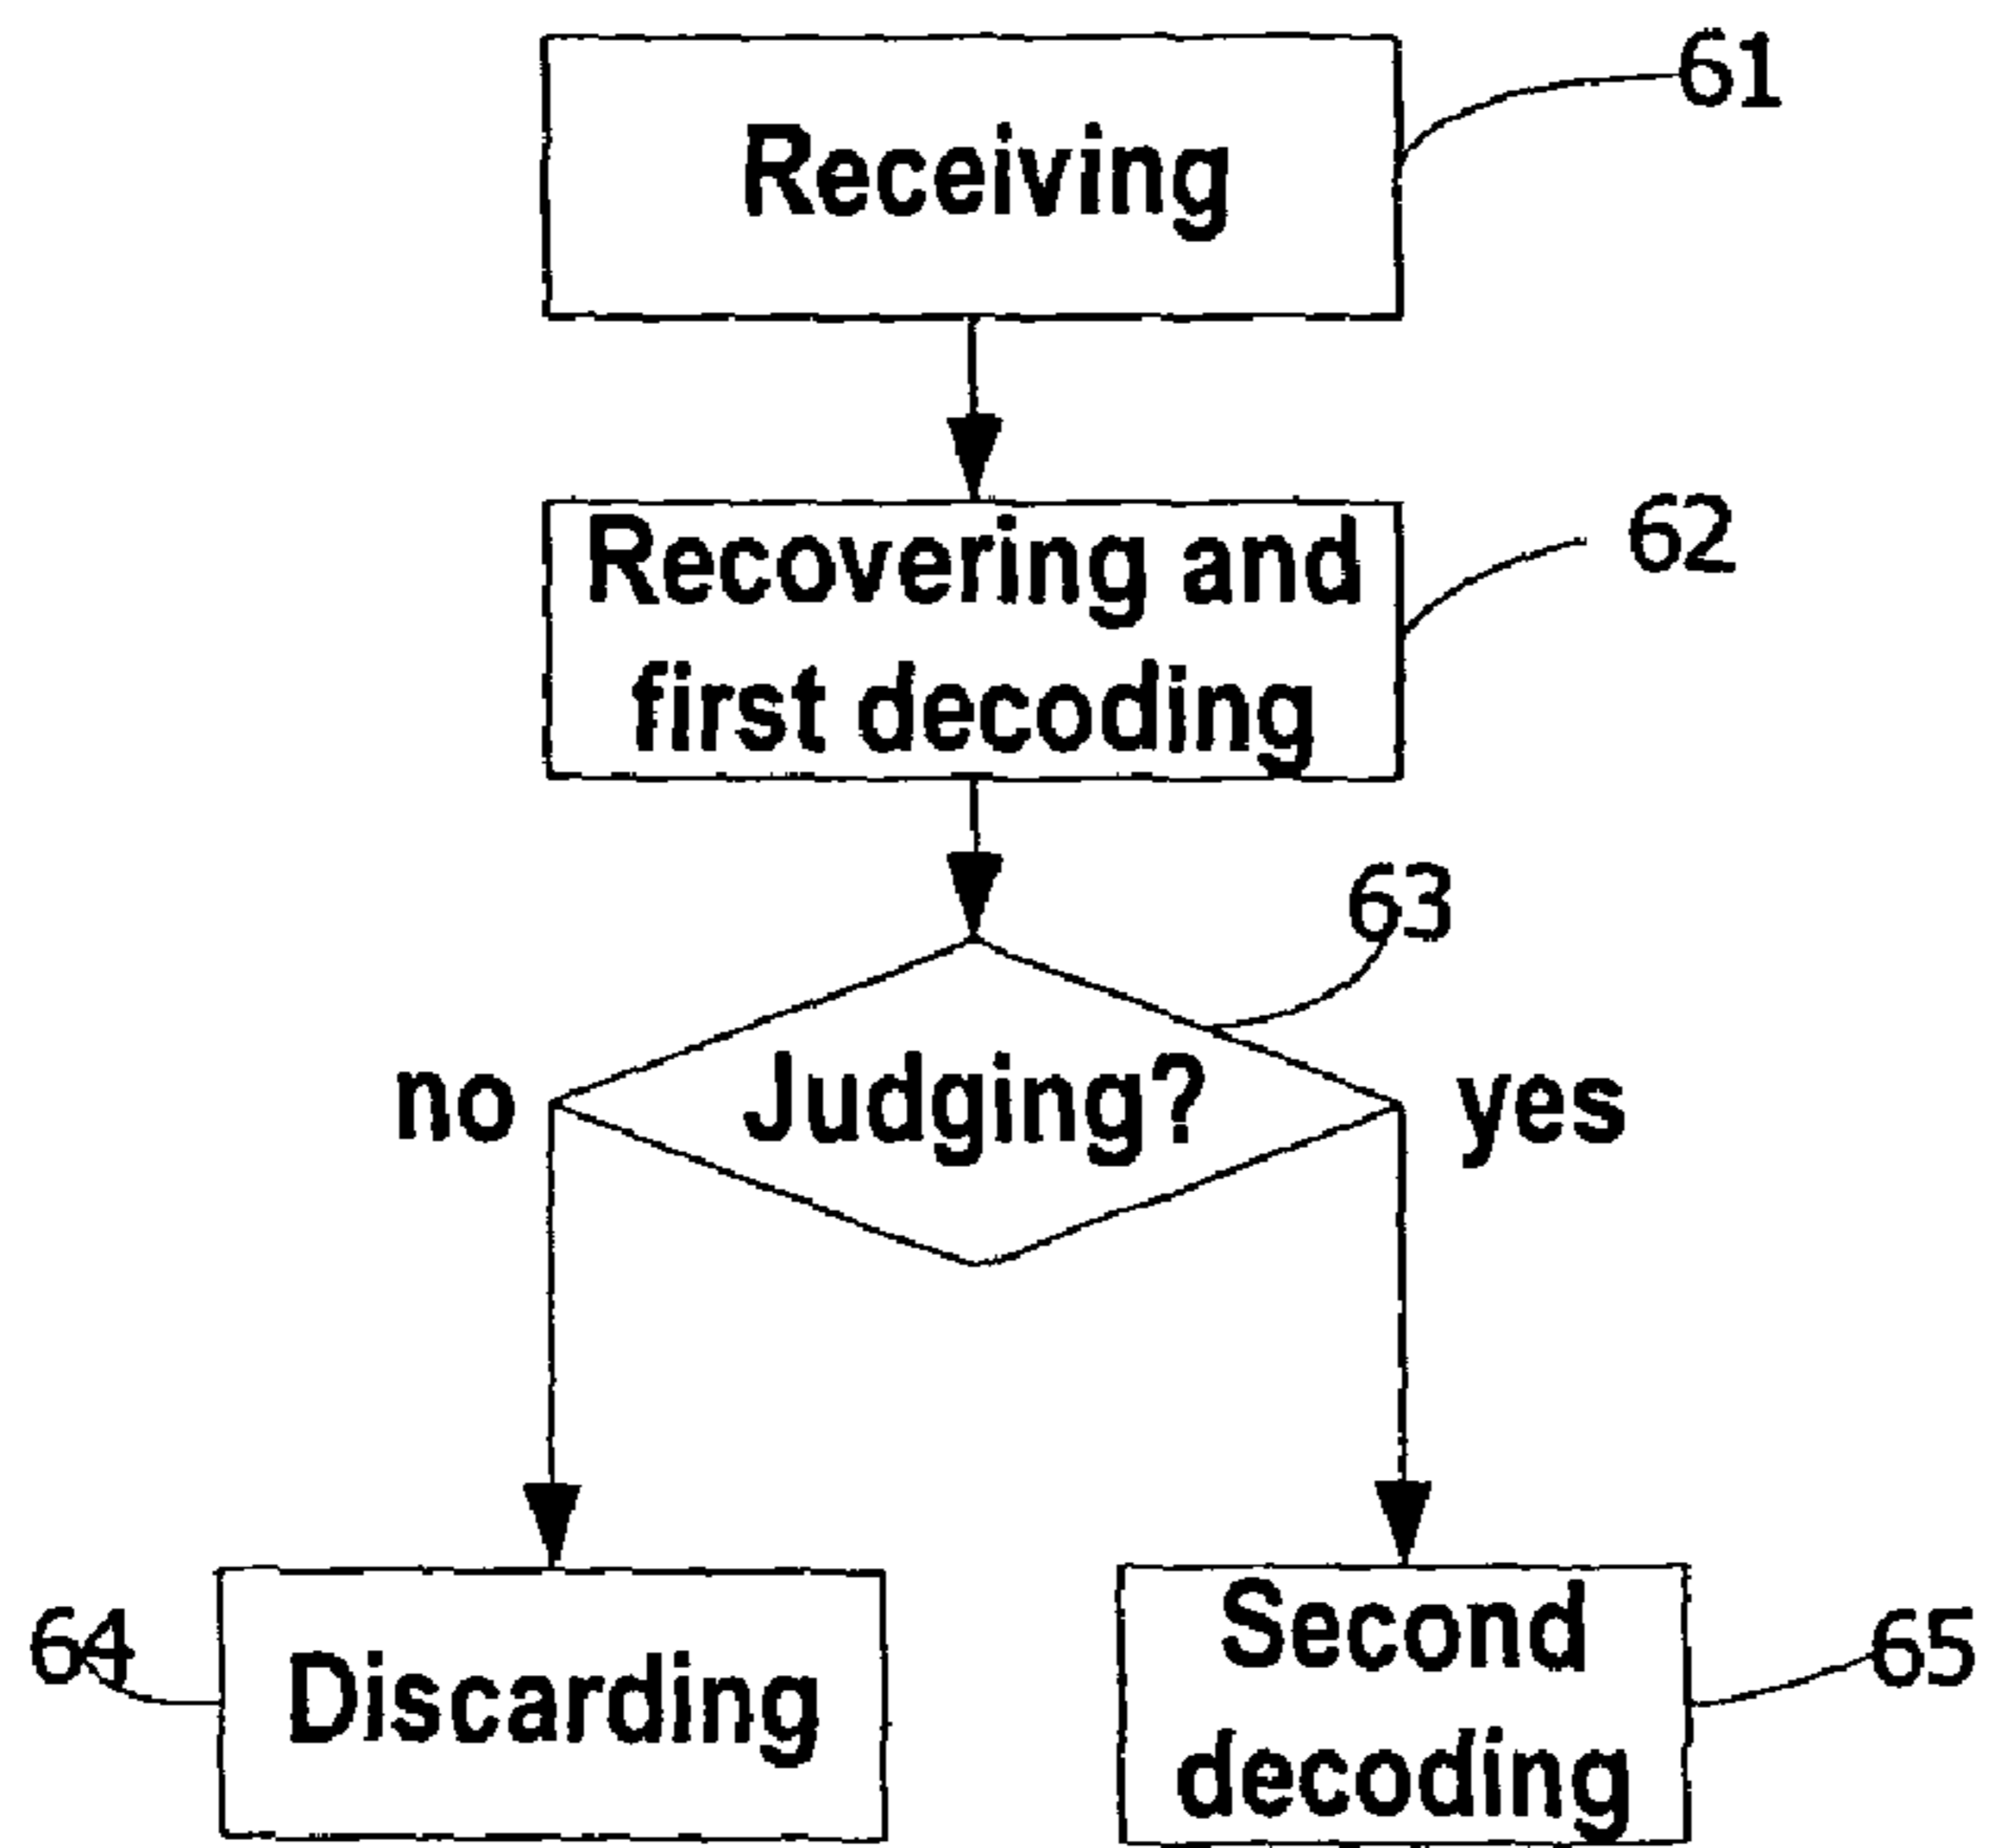 Receiving
61
Recovering and
first decoding
62
63
no
Judging?
yes
64
Discarding
Second
decoding
65